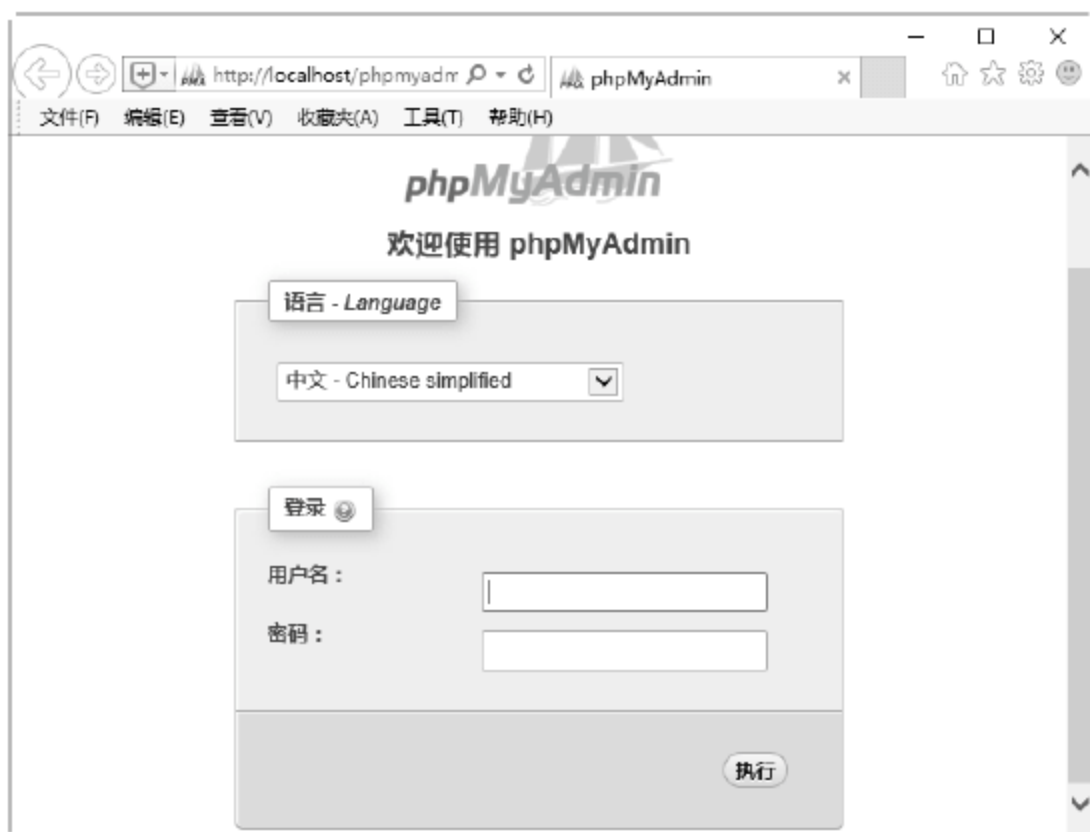 http://localhost/phpmyadm
phpMyAdmin
文件(F) 编辑(E) 查看(V) 收藏夹(A) 工具(T) 帮助(H)
phpMyAdmin
欢迎使用 phpMyAdmin
语言 - Language
中文 - Chinese simplified
登录
用户名：
密码：
执行